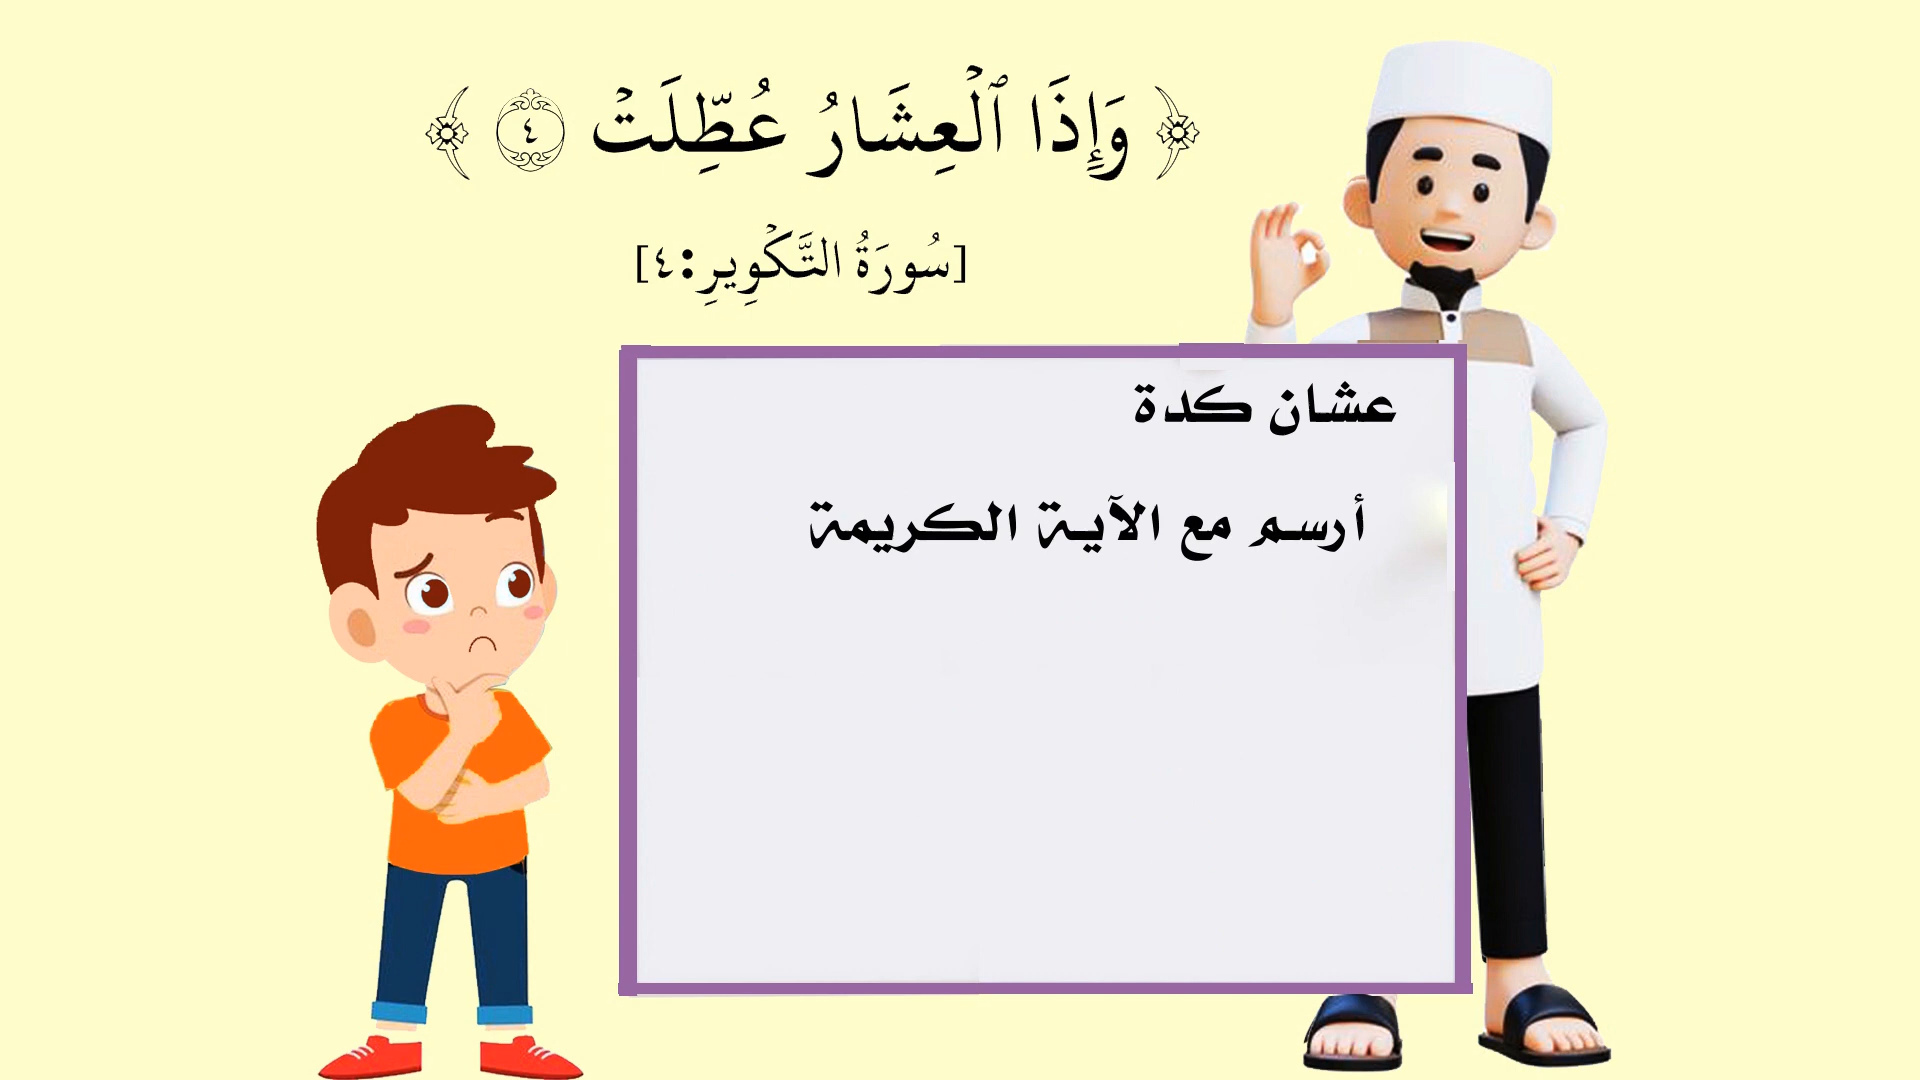 ﴿ وَإِذَا ٱلْعِشَارُ عُطِّلَتْ ٤ ﴾
[سُورَةُ التَّكْوِيرِ:٤]
عشان كدة
أرسم مع الآية الكريمة